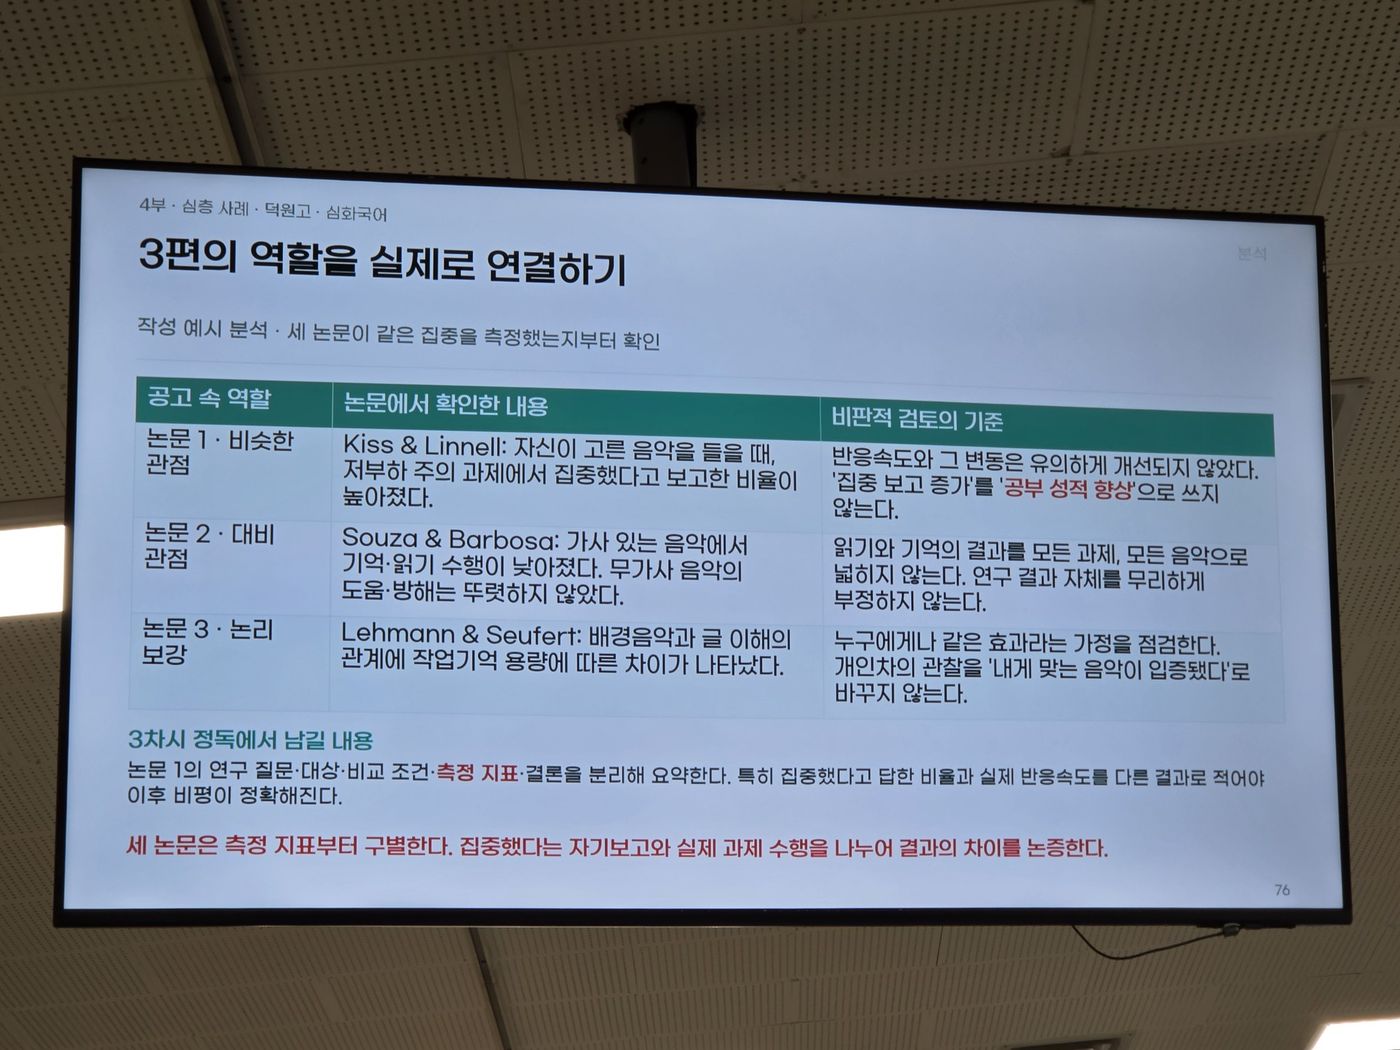 4부 · 심층 사례 · 덕원고 · 심화국어
분석
3편의 역할을 실제로 연결하기
작성 예시 분석 · 세 논문이 같은 집중을 측정했는지부터 확인
공고 속 역할
논문에서 확인한 내용
비판적 검토의 기준
논문 1 · 비슷한
관점
Kiss & Linnell: 자신이 고른 음악을 들을 때,
저부하 주의 과제에서 집중했다고 보고한 비율이
높아졌다.
반응속도와 그 변동은 유의하게 개선되지 않았다.
'집중 보고 증가'를 '공부 성적 향상'으로 쓰지
않는다.
논문 2 · 대비
관점
Souza & Barbosa: 가사 있는 음악에서
기억·읽기 수행이 낮아졌다. 무가사 음악의
도움·방해는 뚜렷하지 않았다.
읽기와 기억의 결과를 모든 과제, 모든 음악으로
넓히지 않는다. 연구 결과 자체를 무리하게
부정하지 않는다.
논문 3 · 논리
보강
Lehmann & Seufert: 배경음악과 글 이해의
관계에 작업기억 용량에 따른 차이가 나타났다.
누구에게나 같은 효과라는 가정을 점검한다.
개인차의 관찰을 '내게 맞는 음악이 입증됐다'로
바꾸지 않는다.
3차시 정독에서 남길 내용
논문 1의 연구 질문·대상·비교 조건·측정 지표·결론을 분리해 요약한다. 특히 집중했다고 답한 비율과 실제 반응속도를 다른 결과로 적어야
이후 비평이 정확해진다.
세 논문은 측정 지표부터 구별한다. 집중했다는 자기보고와 실제 과제 수행을 나누어 결과의 차이를 논증한다.
76